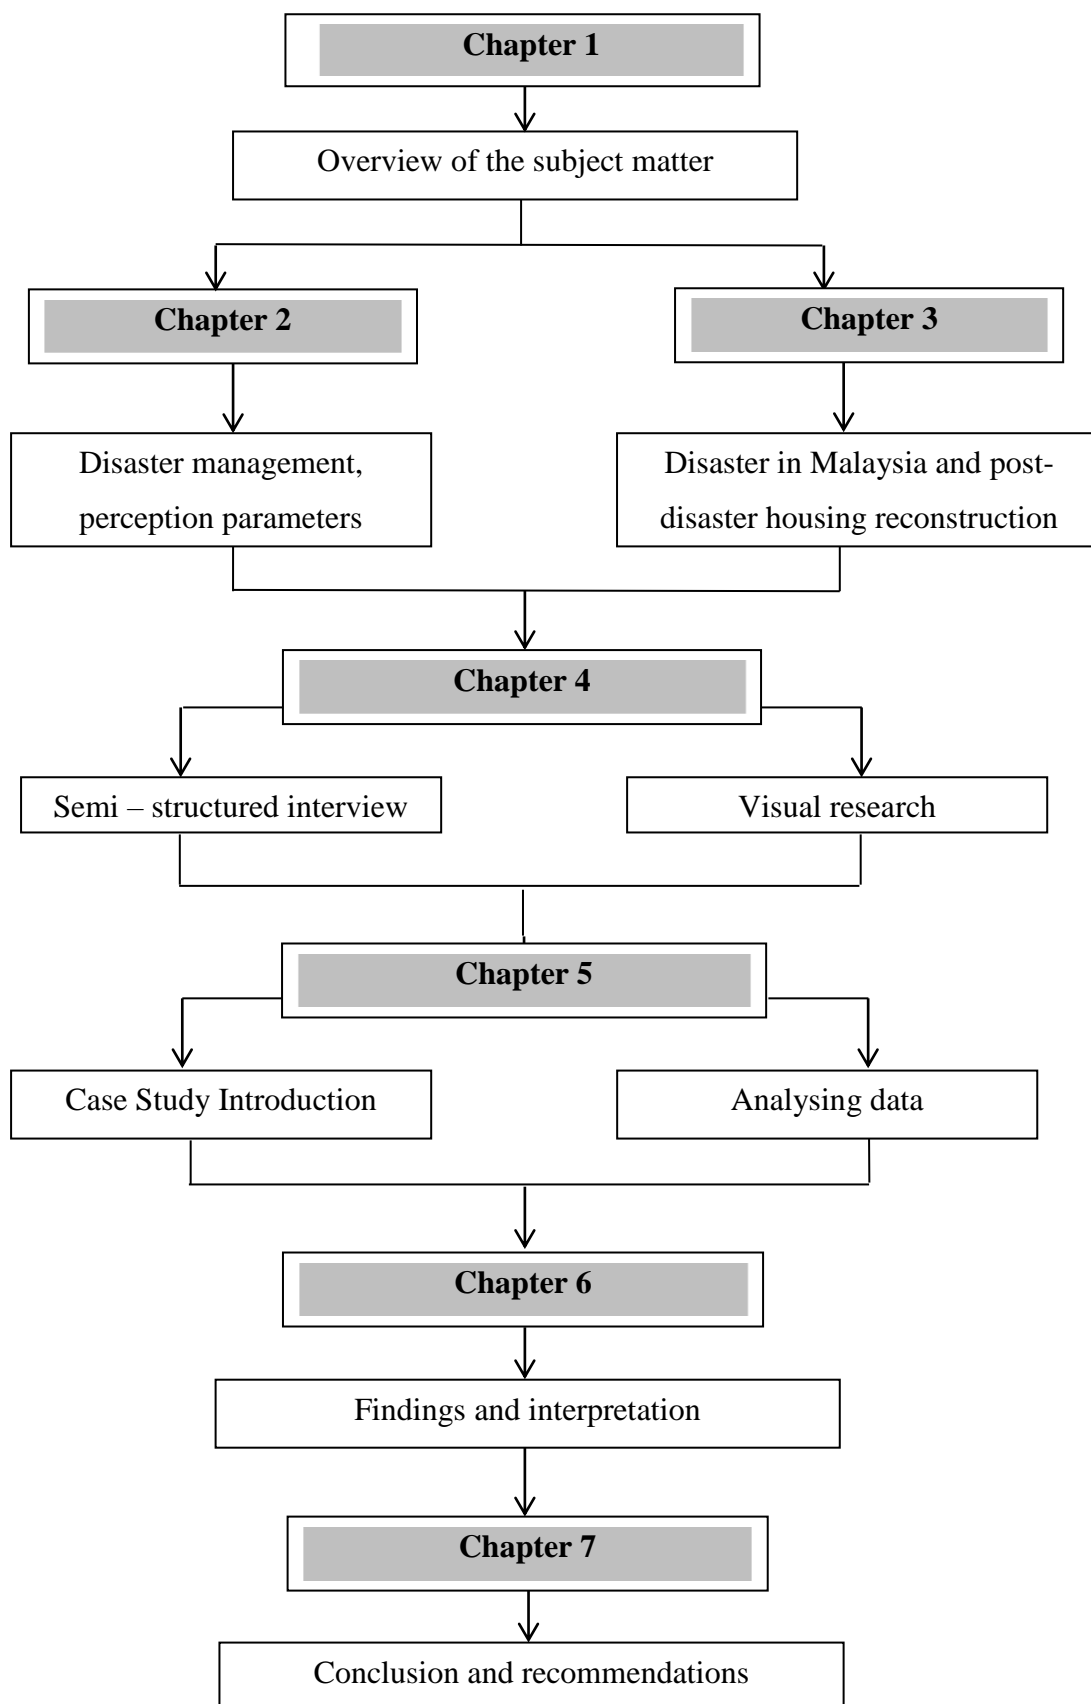 Chapter 1
Overview of the subject matter
Chapter 2
Chapter 3
Disaster management,
perception parameters
Disaster in Malaysia and post-
disaster housing reconstruction
Chapter 4
Semi – structured interview
Visual research
Chapter 5
Case Study Introduction
Analysing data
Chapter 6
Findings and interpretation
Chapter 7
Conclusion and recommendations